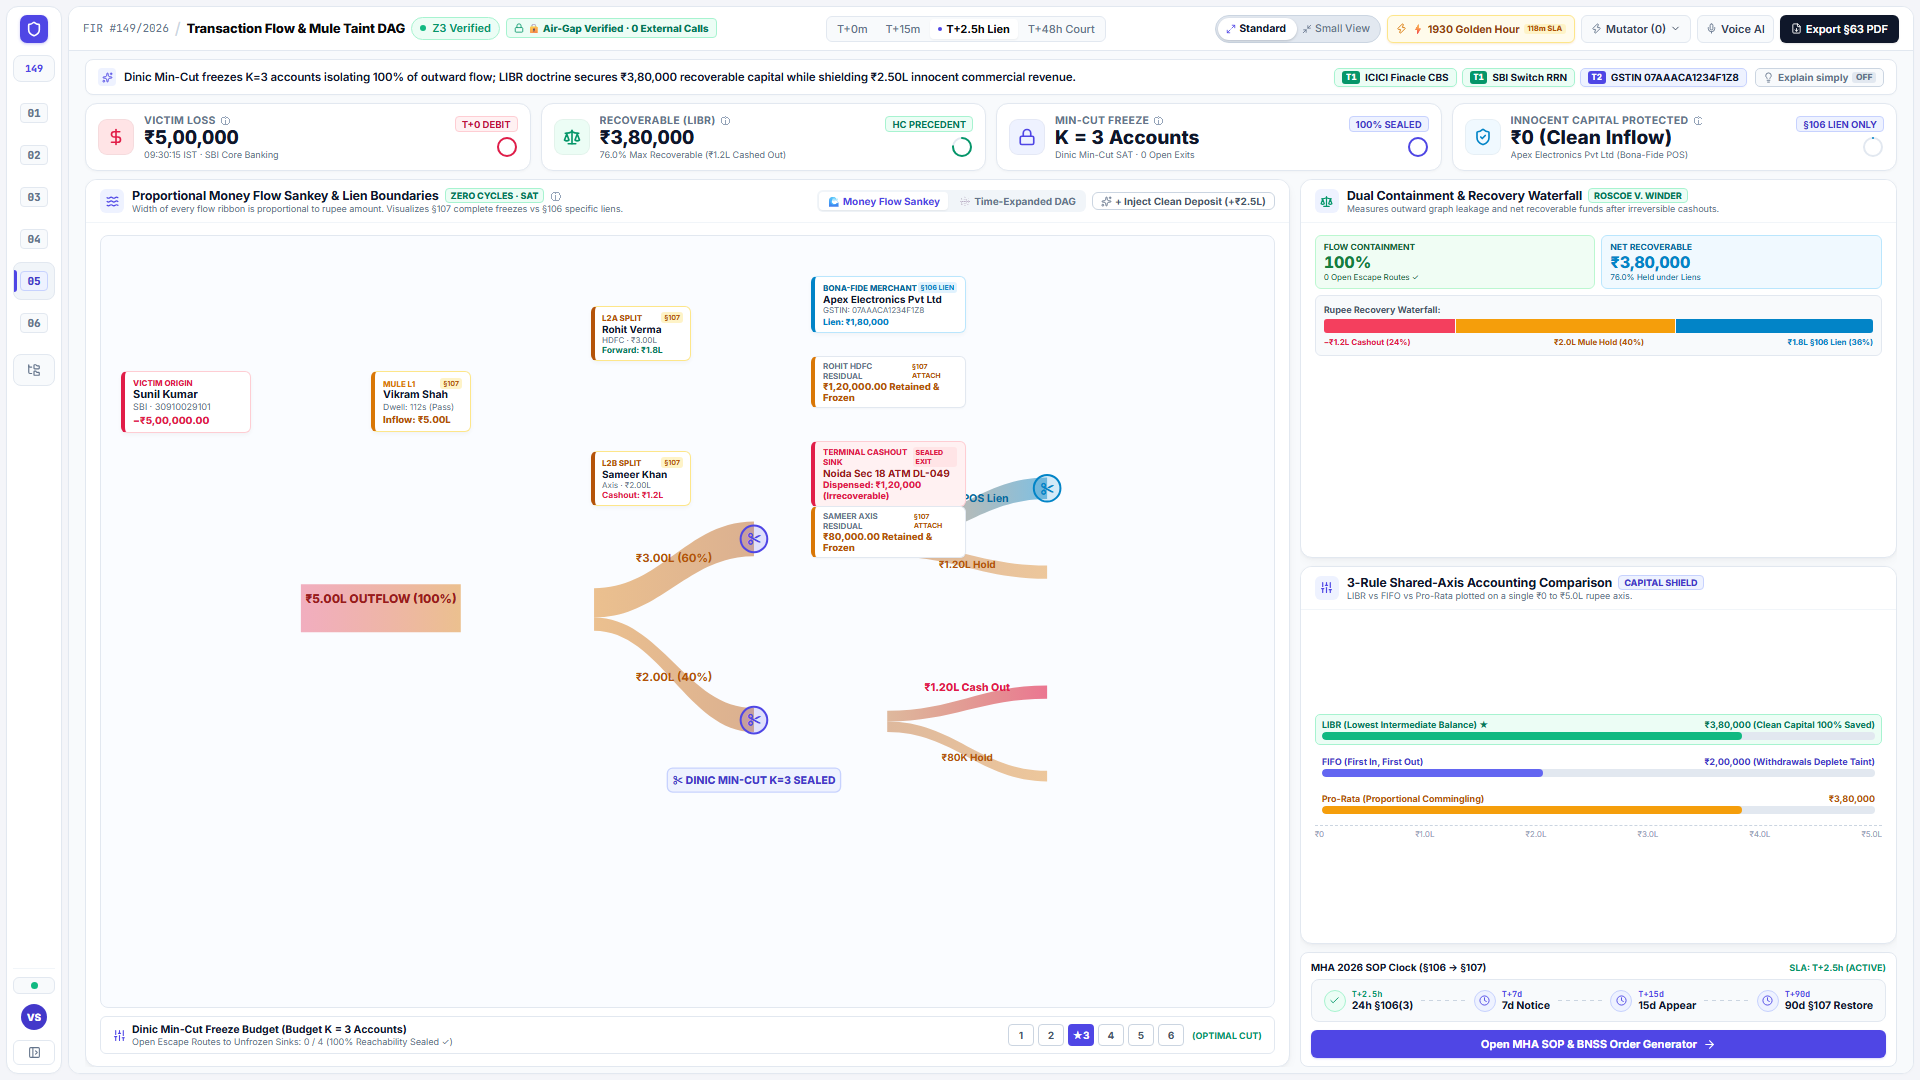 FIR #149/2026 / Transaction Flow & Mule Taint DAG
Z3 Verified
Air-Gap Verified · 0 External Calls
T+0m
T+15m
T+2.5h Lien
T+48h Court
Standard
Small View
1930 Golden Hour 118m SLA
Mutator (0)
Voice AI
Export §63 PDF
149
01
02
03
04
05
06
VS
Dinic Min-Cut freezes K=3 accounts isolating 100% of outward flow; LIBR doctrine secures ₹3,80,000 recoverable capital while shielding ₹2.50L innocent commercial revenue.
T1 ICICI Finacle CBS
T1 SBI Switch RRN
T2 GSTIN 07AAACA1234F1Z8
Explain simply OFF
VICTIM LOSS
₹5,00,000
09:30:15 IST · SBI Core Banking
T+0 DEBIT
RECOVERABLE (LIBR)
₹3,80,000
76.0% Max Recoverable (₹1.2L Cashed Out)
HC PRECEDENT
MIN-CUT FREEZE
K = 3 Accounts
Dinic Min-Cut SAT · 0 Open Exits
100% SEALED
INNOCENT CAPITAL PROTECTED
₹0 (Clean Inflow)
Apex Electronics Pvt Ltd (Bona-Fide POS)
§106 LIEN ONLY
Proportional Money Flow Sankey & Lien Boundaries
ZERO CYCLES · SAT
Width of every flow ribbon is proportional to rupee amount. Visualizes §107 complete freezes vs §106 specific liens.
Money Flow Sankey
Time-Expanded DAG
+ Inject Clean Deposit (+₹2.5L)
VICTIM ORIGIN
Sunil Kumar
SBI · 30910029101
−₹5,00,000.00
MULE L1 §107
Vikram Shah
Dwell: 112s (Pass)
Inflow: ₹5.00L
L2A SPLIT §107
Rohit Verma
HDFC · ₹3.00L
Forward: ₹1.8L
L2B SPLIT §107
Sameer Khan
Axis · ₹2.00L
Cashout: ₹1.2L
BONA-FIDE MERCHANT §106 LIEN
Apex Electronics Pvt Ltd
GSTIN: 07AAACA1234F1Z8
Lien: ₹1,80,000
ROHIT HDFC RESIDUAL §107 ATTACH
₹1,20,000.00 Retained & Frozen
TERMINAL CASHOUT SINK SEALED EXIT
Noida Sec 18 ATM DL-049
Dispensed: ₹1,20,000 (Irrecoverable)
SAMEER AXIS RESIDUAL §107 ATTACH
₹80,000.00 Retained & Frozen
₹5.00L OUTFLOW (100%)
₹3.00L (60%)
₹2.00L (40%)
POS Lien
₹1.20L Hold
₹1.20L Cash Out
₹80K Hold
DINIC MIN-CUT K=3 SEALED
Dinic Min-Cut Freeze Budget (Budget K = 3 Accounts)
Open Escape Routes to Unfrozen Sinks: 0 / 4 (100% Reachability Sealed ✓)
1 2 ★3 4 5 6 (OPTIMAL CUT)
Dual Containment & Recovery Waterfall
ROSCOE V. WINDER
Measures outward graph leakage and net recoverable funds after irreversible cashouts.
FLOW CONTAINMENT
100%
0 Open Escape Routes ✓
NET RECOVERABLE
₹3,80,000
76.0% Held under Liens
Rupee Recovery Waterfall:
−₹1.2L Cashout (24%)
₹2.0L Mule Hold (40%)
₹1.8L §106 Lien (36%)
3-Rule Shared-Axis Accounting Comparison
CAPITAL SHIELD
LIBR vs FIFO vs Pro-Rata plotted on a single ₹0 to ₹5.0L rupee axis.
LIBR (Lowest Intermediate Balance) ★
₹3,80,000 (Clean Capital 100% Saved)
FIFO (First In, First Out)
₹2,00,000 (Withdrawals Deplete Taint)
Pro-Rata (Proportional Commingling)
₹3,80,000
₹0 ₹1.0L ₹2.0L ₹3.0L ₹4.0L ₹5.0L
MHA 2026 SOP Clock (§106 → §107)
SLA: T+2.5h (ACTIVE)
T+2.5h
24h §106(3)
T+7d
7d Notice
T+15d
15d Appear
T+90d
90d §107 Restore
Open MHA SOP & BNSS Order Generator →